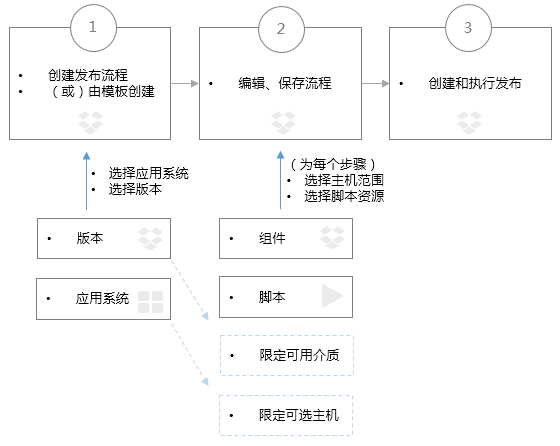 1
2
3
• 创建发布流程
• （或）由模板创建
• 编辑、保存流程
• 创建和执行发布
• 选择应用系统
• 选择版本
（为每个步骤）
• 选择主机范围
• 选择脚本资源
• 版本
• 组件
• 应用系统
• 脚本
• 限定可用介质
• 限定可选主机